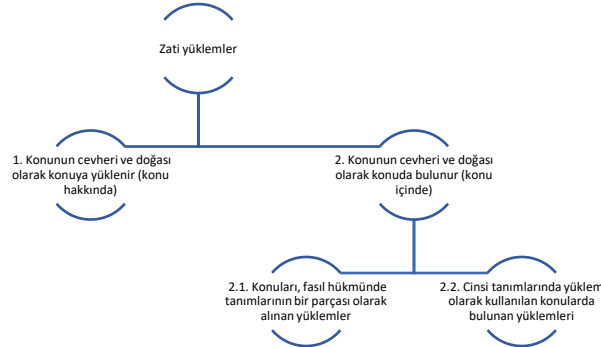 Zati yüklemler
1. Konunun cevheri ve doğası
olarak konuya yüklenir (konu
hakkında)
2. Konunun cevheri ve doğası
olarak konuda bulunur (konu
içinde)
2.1. Konuları, fasıl hükmünde
tanımlarının bir parçası olarak
alınan yüklemler
2.2. Cinsi tanımlarında yüklem
olarak kullanılan konularda
bulunan yüklemleri